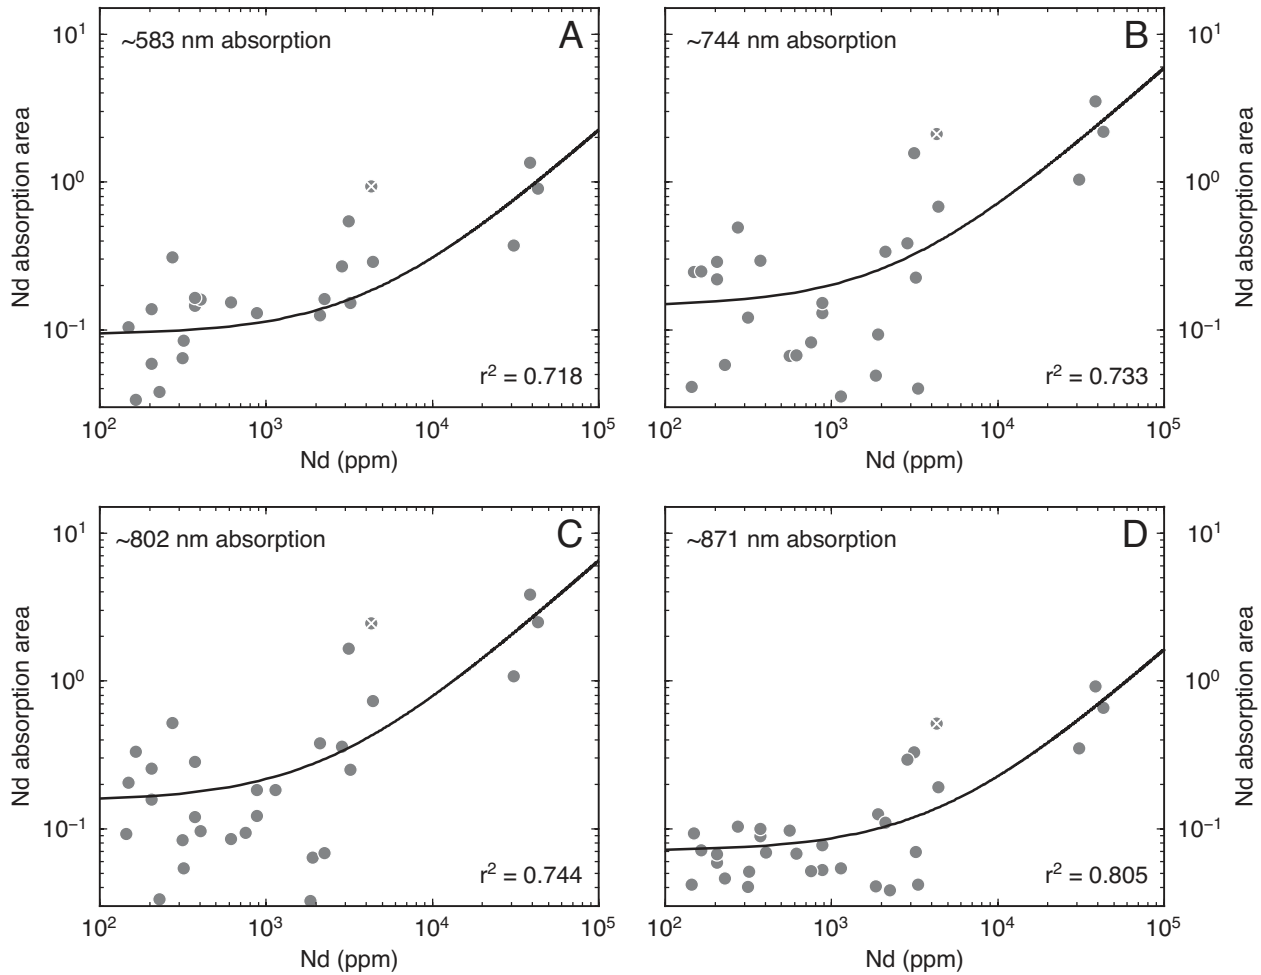 ~583 nm absorption
A
10¹
10⁰
10⁻¹
Nd absorption area
r² = 0.718
10² 10³ 10⁴ 10⁵
Nd (ppm)
~744 nm absorption
B
10¹
10⁰
10⁻¹
Nd absorption area
r² = 0.733
10² 10³ 10⁴ 10⁵
Nd (ppm)
~802 nm absorption
C
10¹
10⁰
10⁻¹
Nd absorption area
r² = 0.744
10² 10³ 10⁴ 10⁵
Nd (ppm)
~871 nm absorption
D
10¹
10⁰
10⁻¹
Nd absorption area
r² = 0.805
10² 10³ 10⁴ 10⁵
Nd (ppm)